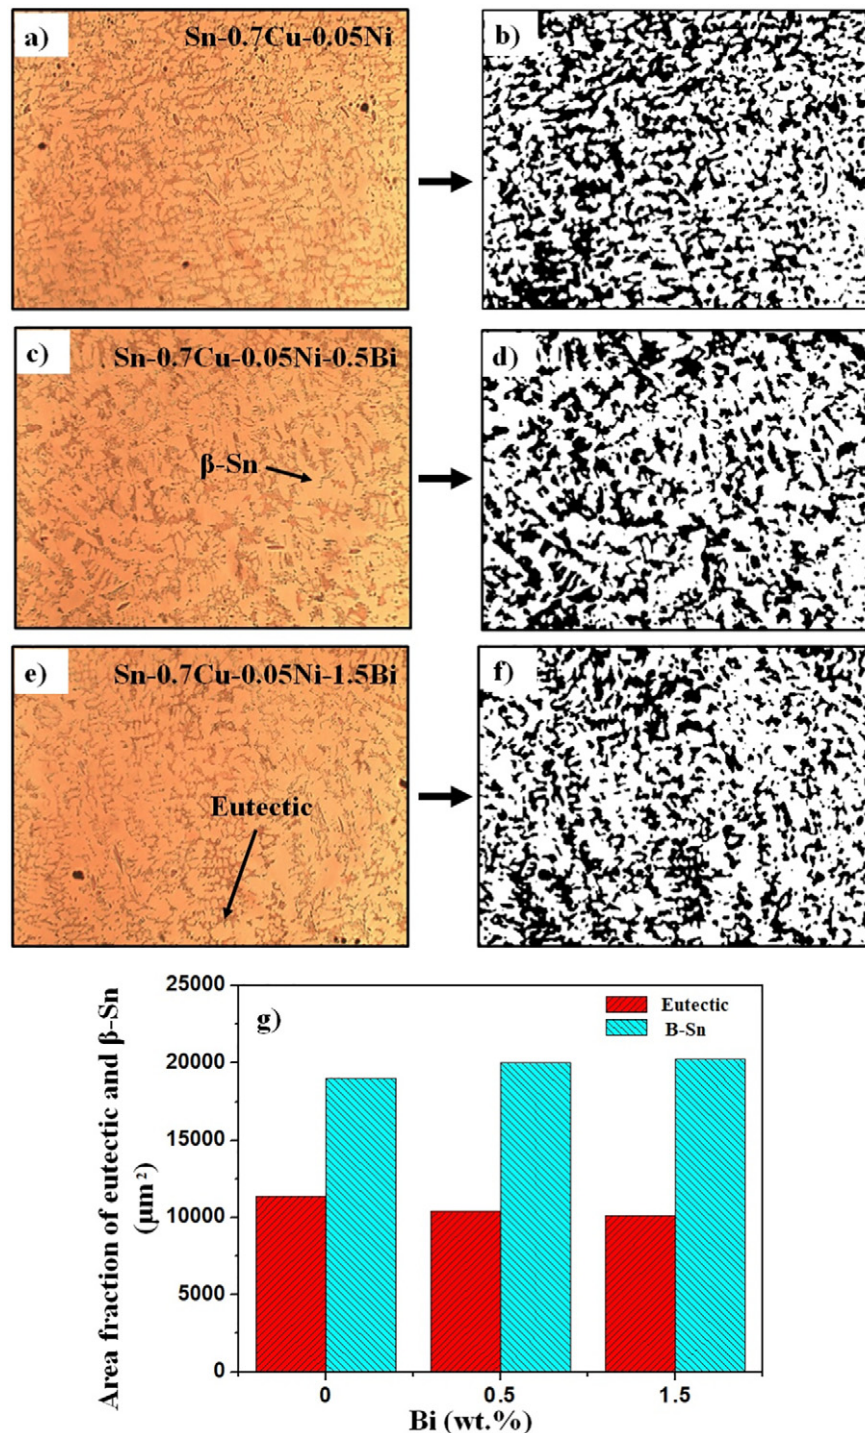 a) Sn-0.7Cu-0.05Ni
b)
c) Sn-0.7Cu-0.05Ni-0.5Bi
β-Sn
d)
e) Sn-0.7Cu-0.05Ni-1.5Bi
Eutectic
f)
g)
Eutectic
B-Sn
Area fraction of eutectic and β-Sn
(µm²)
25000
20000
15000
10000
5000
0
0 0.5 1.5
Bi (wt.%)